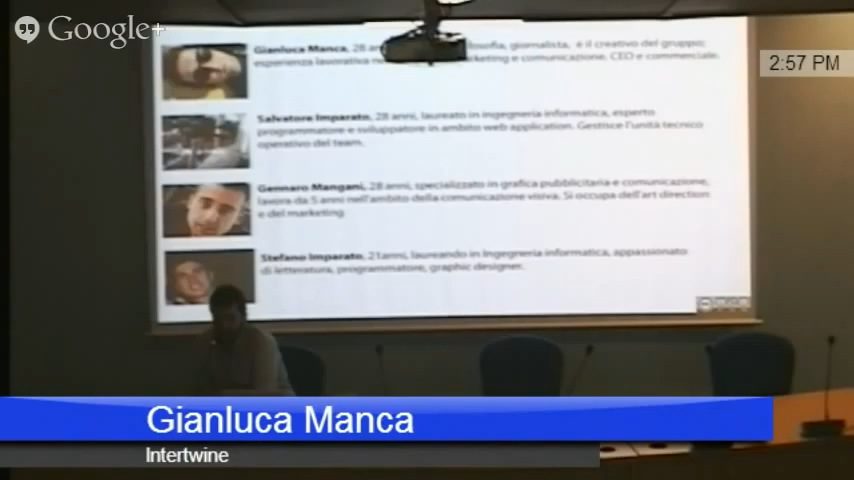 Google+
2:57 PM
Gianluca Manca, 28 losofia, giornalista, e il creativo del gruppo;
esperienza lavorativa keting e comunicazione, CEO e commerciale.
Salvatore Imparato, 28 anni, laureato in ingegneria informatica, esperto
programmatore e sviluppatore in ambito web application. Gestisce l'unità tecnico
operativo del team.
Gennaro Mangani, 28 anni, specializzato in grafica pubblicitaria e comunicazione,
lavora da 5 anni nell'ambito della comunicazione visiva. Si occupa dell'art direction
e del marketing
Stefano Imparato, 21anni, laureando in Ingegneria informatica, appassionato
di letteratura, programmatore, graphic designer.
Gianluca Manca
Intertwine